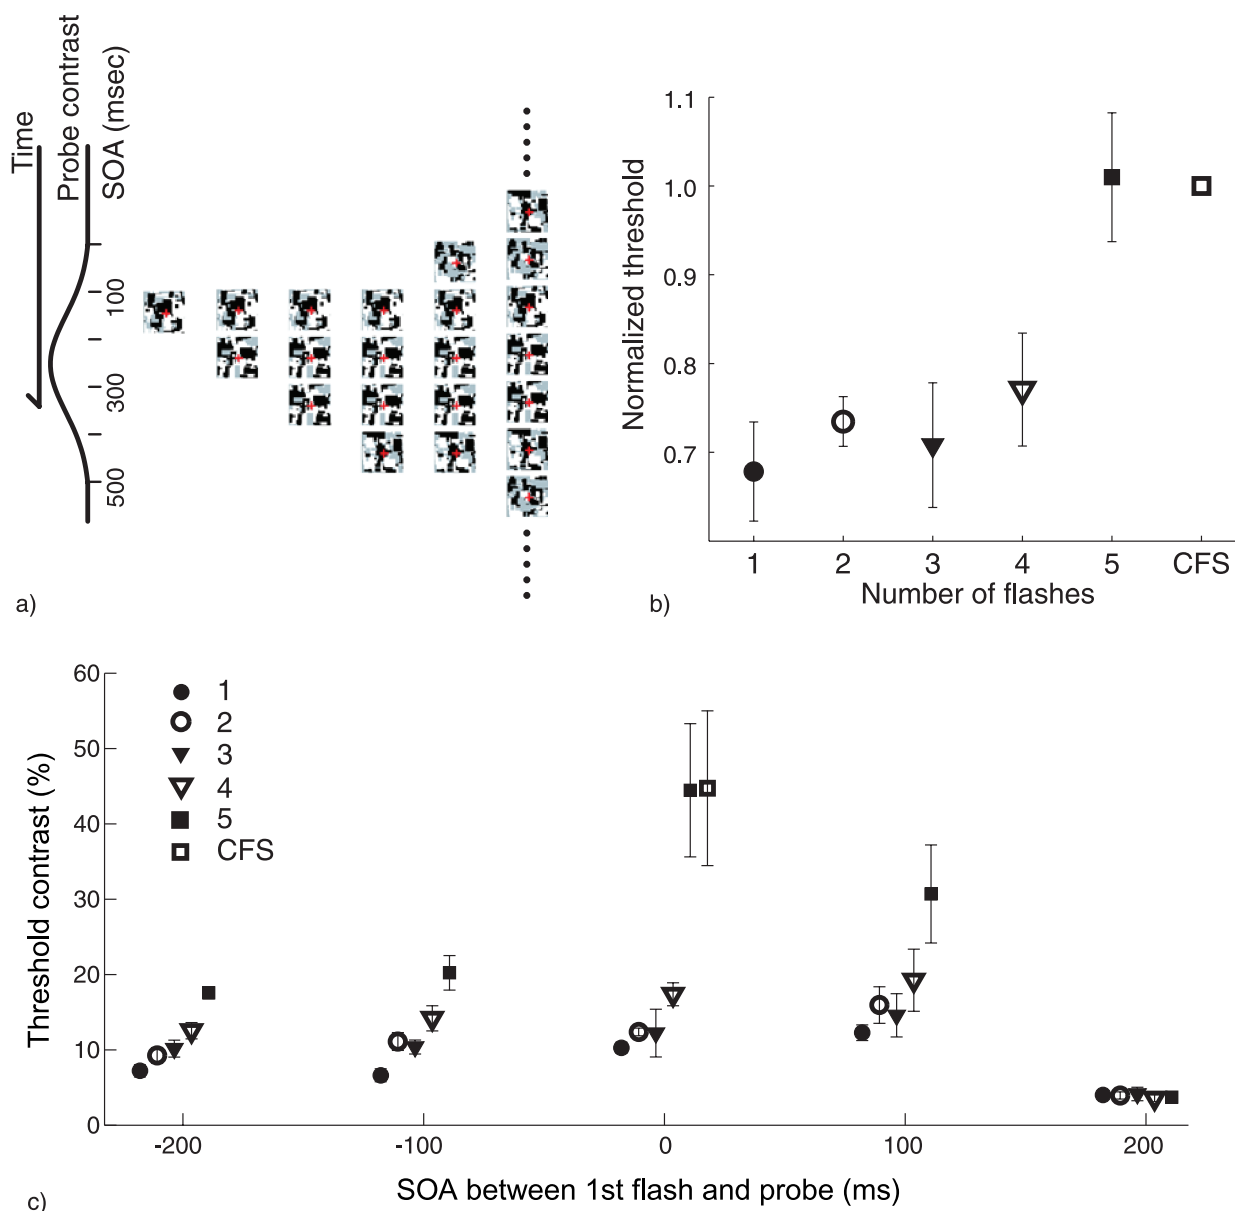 Time
Probe contrast
SOA (msec)
100
300
500
a)
1.1
1.0
0.9
0.8
0.7
Normalized threshold
1 2 3 4 5 CFS
Number of flashes
b)
60
50
40
30
20
10
0
Threshold contrast (%)
1
2
3
4
5
CFS
-200 -100 0 100 200
SOA between 1st flash and probe (ms)
c)